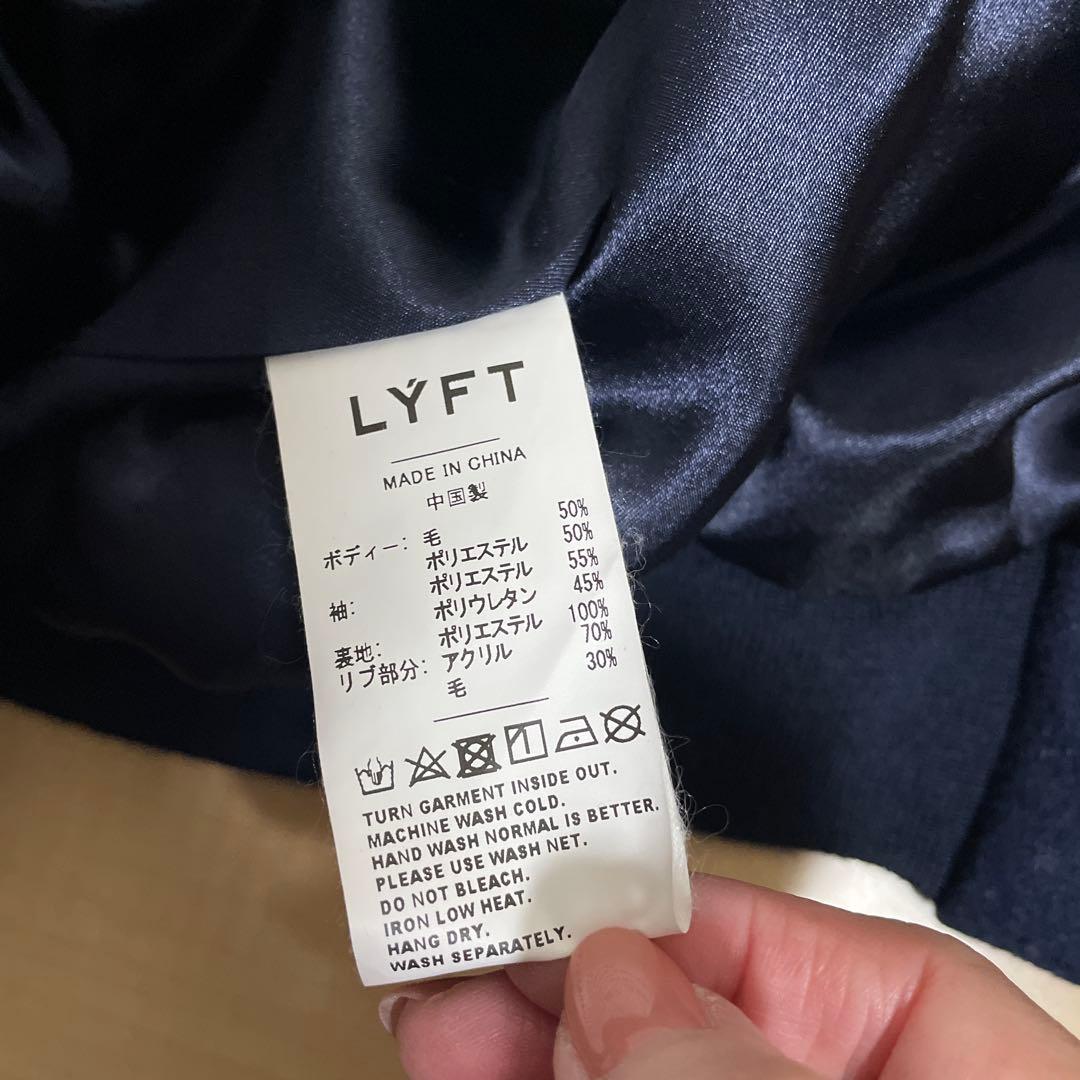 LÝFT
MADE IN CHINA
中国製
ボディー: 毛 50%
ポリエステル 50%
袖: ポリエステル 55%
ポリウレタン 45%
裏地: ポリエステル 100%
リブ部分: アクリル 70%
毛 30%
TURN GARMENT INSIDE OUT.
MACHINE WASH COLD.
HAND WASH NORMAL IS BETTER.
PLEASE USE WASH NET.
DO NOT BLEACH.
IRON LOW HEAT.
HANG DRY.
WASH SEPARATELY.